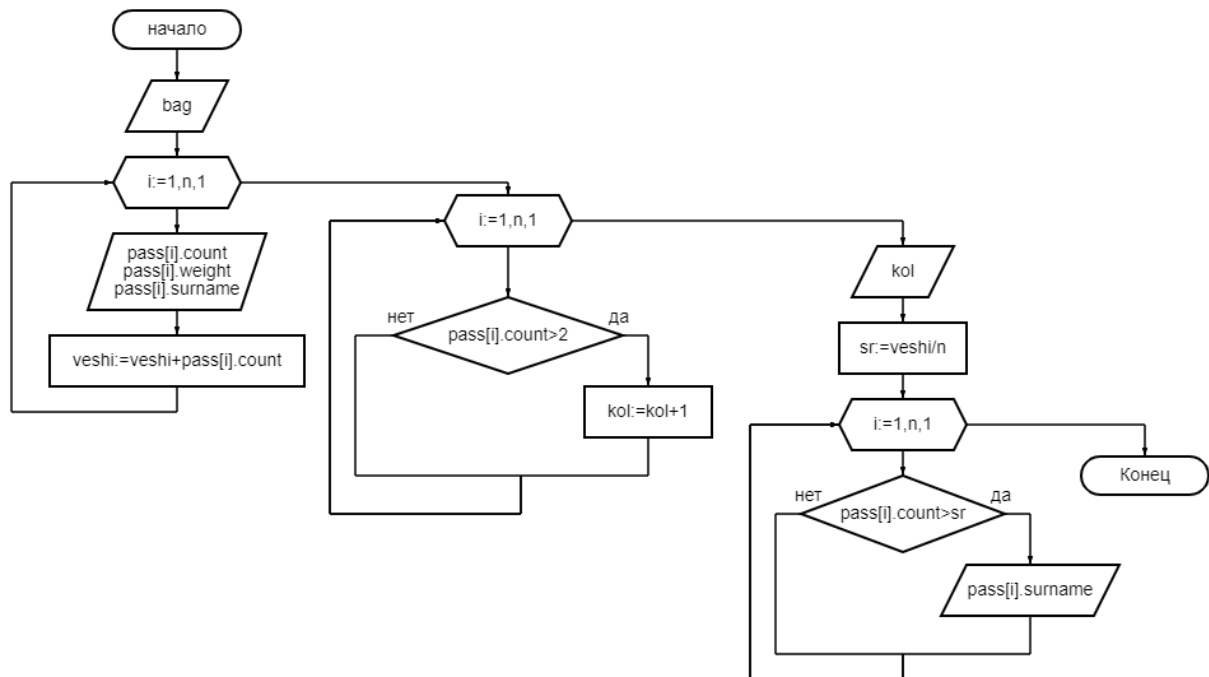 начало
bag
i:=1,n,1
pass[i].count
pass[i].weight
pass[i].surname
veshi:=veshi+pass[i].count
i:=1,n,1
нет
да
pass[i].count>2
kol:=kol+1
kol
sr:=veshi/n
i:=1,n,1
Конец
нет
да
pass[i].count>sr
pass[i].surname